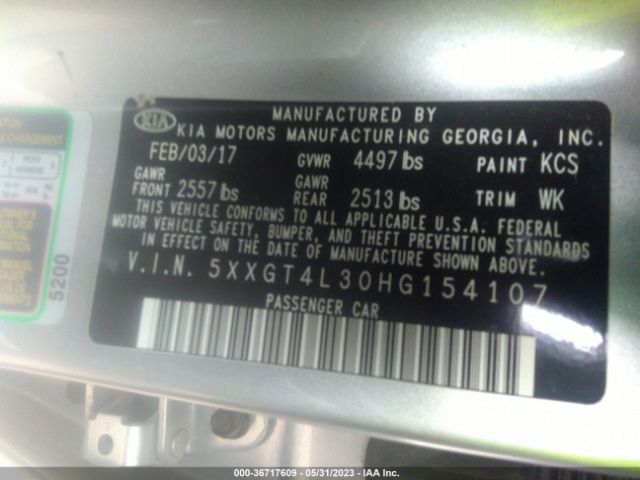 MANUFACTURED BY
KIA
KIA MOTORS MANUFACTURING GEORGIA, INC.
FEB/03/17 GVWR 4497 lbs PAINT KCS
GAWR FRONT 2557 lbs GAWR REAR 2513 lbs TRIM WK
THIS VEHICLE CONFORMS TO ALL APPLICABLE U.S.A. FEDERAL
MOTOR VEHICLE SAFETY, BUMPER, AND THEFT PREVENTION STANDARDS
IN EFFECT ON THE DATE OF MANUFACTURE SHOWN ABOVE.
V.I.N. 5XXGT4L30HG154107
PASSENGER CAR
5200
000-36717609 - 05/31/2023 - IAA Inc.